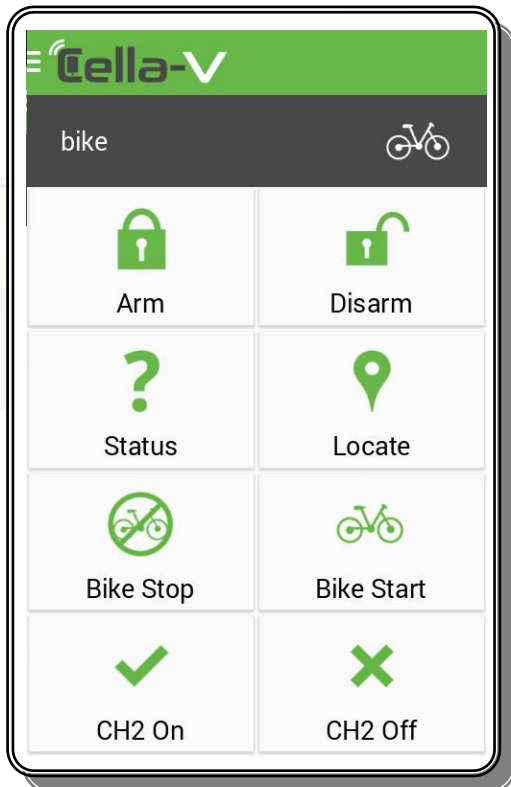 Cella-V
bike
Arm
Disarm
Status
Locate
Bike Stop
Bike Start
CH2 On
CH2 Off